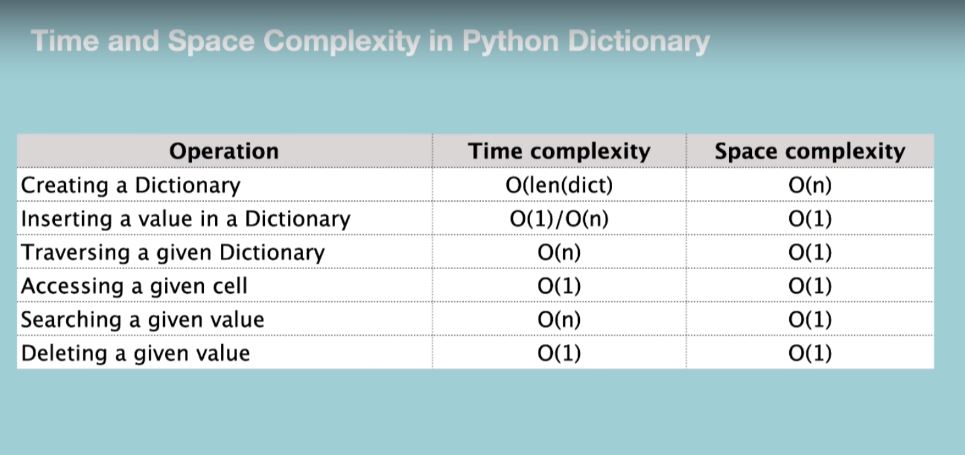 Time and Space Complexity in Python Dictionary
Operation Time complexity Space complexity
Creating a Dictionary O(len(dict) O(n)
Inserting a value in a Dictionary O(1)/O(n) O(1)
Traversing a given Dictionary O(n) O(1)
Accessing a given cell O(1) O(1)
Searching a given value O(n) O(1)
Deleting a given value O(1) O(1)